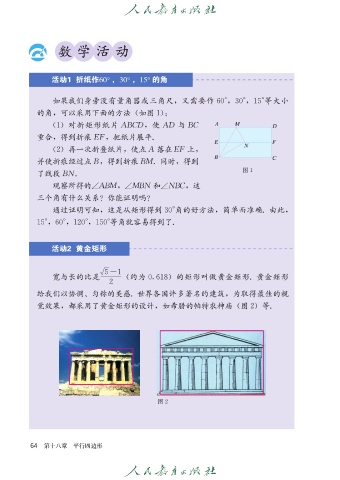 人民教育出版社
数学活动
活动1 折纸作60°，30°，15°的角
如果我们身旁没有量角器或三角尺，又需要作60°，30°，15°等大小
的角，可以采用下面的方法（如图1）：
（1）对折矩形纸片ABCD，使AD与BC
重合，得到折痕EF，把纸片展平．
（2）再一次折叠纸片，使点A落在EF上，
并使折痕经过点B，得到折痕BM．同时，得到
了线段BN．
A M D
E N F
B C
图1
观察所得的∠ABM，∠MBN和∠NBC，这
三个角有什么关系？你能证明吗？
通过证明可知，这是从矩形得到30°角的好方法，简单而准确．由此，
15°，60°，120°，150°等角就容易得到了．
活动2 黄金矩形
宽与长的比是(√5-1)/2（约为0.618）的矩形叫做黄金矩形．黄金矩形
给我们以协调、匀称的美感．世界各国许多著名的建筑，为取得最佳的视
觉效果，都采用了黄金矩形的设计，如希腊的帕特农神庙（图2）等．
图2
64 第十八章 平行四边形
人民教育出版社